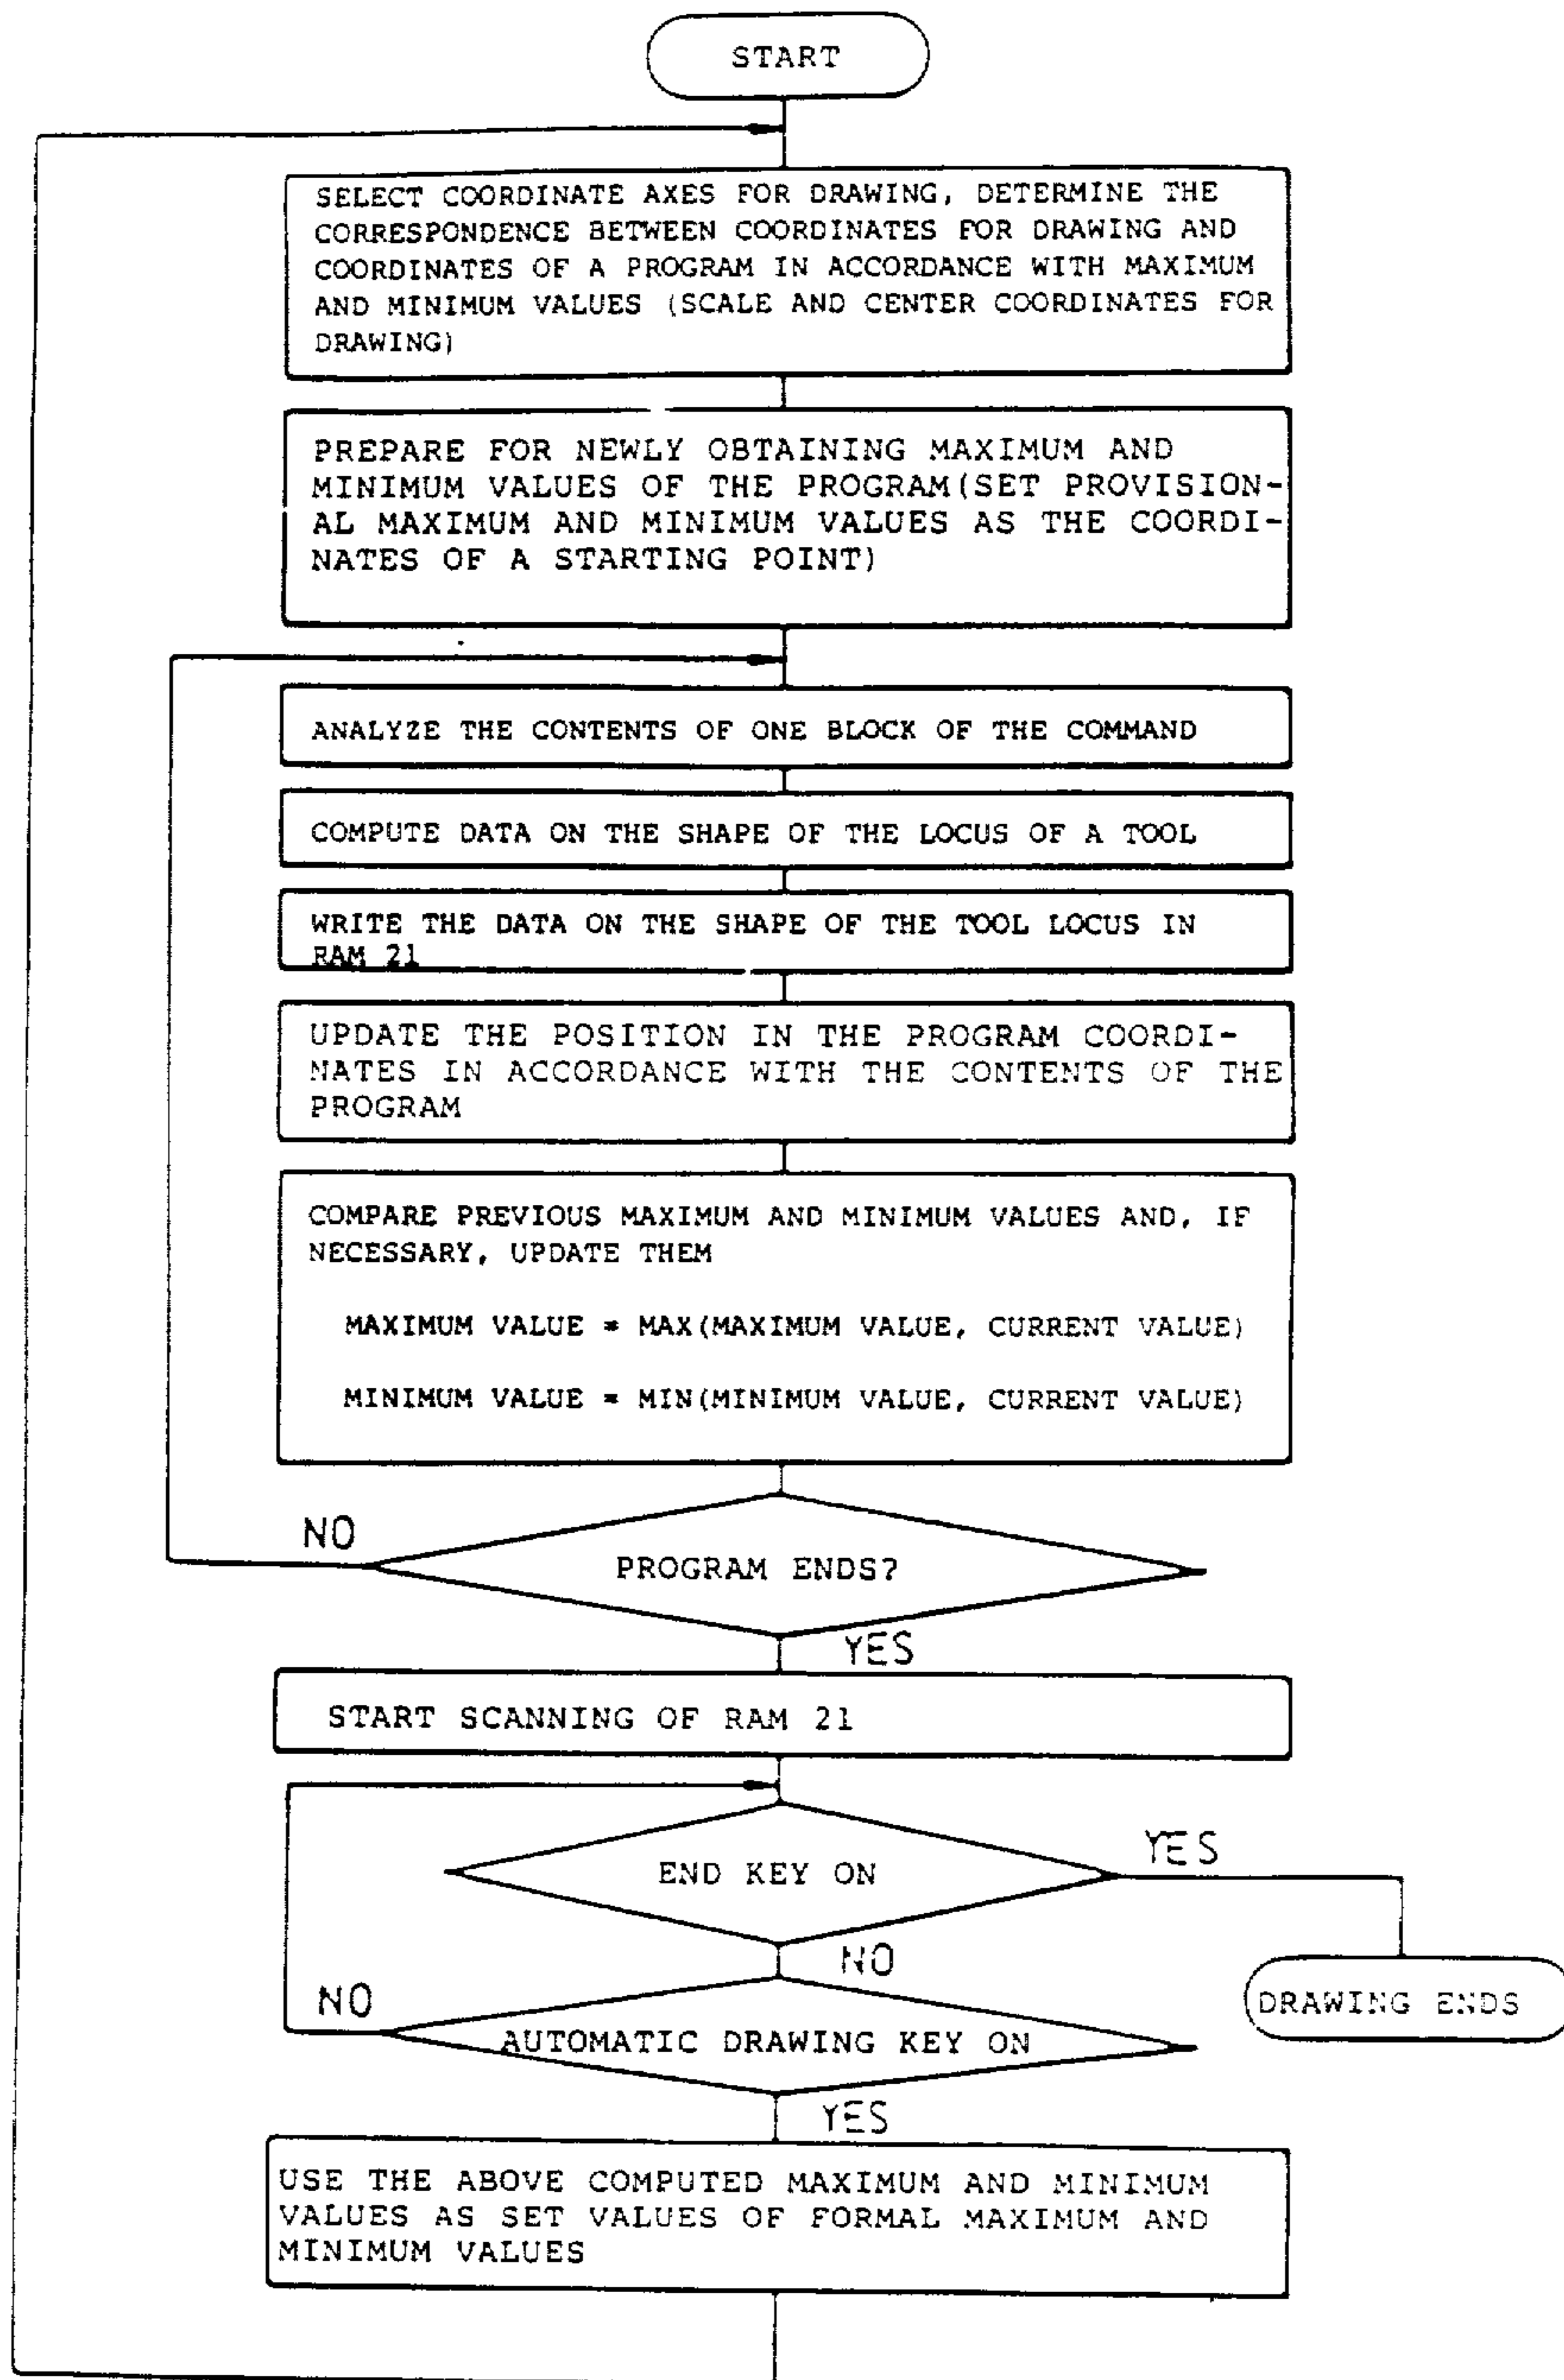 START
SELECT COORDINATE AXES FOR DRAWING, DETERMINE THE
CORRESPONDENCE BETWEEN COORDINATES FOR DRAWING AND
COORDINATES OF A PROGRAM IN ACCORDANCE WITH MAXIMUM
AND MINIMUM VALUES (SCALE AND CENTER COORDINATES FOR
DRAWING)
PREPARE FOR NEWLY OBTAINING MAXIMUM AND
MINIMUM VALUES OF THE PROGRAM(SET PROVISION-
AL MAXIMUM AND MINIMUM VALUES AS THE COORDI-
NATES OF A STARTING POINT)
ANALYZE THE CONTENTS OF ONE BLOCK OF THE COMMAND
COMPUTE DATA ON THE SHAPE OF THE LOCUS OF A TOOL
WRITE THE DATA ON THE SHAPE OF THE TOOL LOCUS IN
RAM 21
UPDATE THE POSITION IN THE PROGRAM COORDI-
NATES IN ACCORDANCE WITH THE CONTENTS OF THE
PROGRAM
COMPARE PREVIOUS MAXIMUM AND MINIMUM VALUES AND, IF
NECESSARY, UPDATE THEM
MAXIMUM VALUE = MAX(MAXIMUM VALUE, CURRENT VALUE)
MINIMUM VALUE = MIN(MINIMUM VALUE, CURRENT VALUE)
NO
PROGRAM ENDS?
YES
START SCANNING OF RAM 21
YES
END KEY ON
NO
DRAWING ENDS
NO
AUTOMATIC DRAWING KEY ON
YES
USE THE ABOVE COMPUTED MAXIMUM AND MINIMUM
VALUES AS SET VALUES OF FORMAL MAXIMUM AND
MINIMUM VALUES